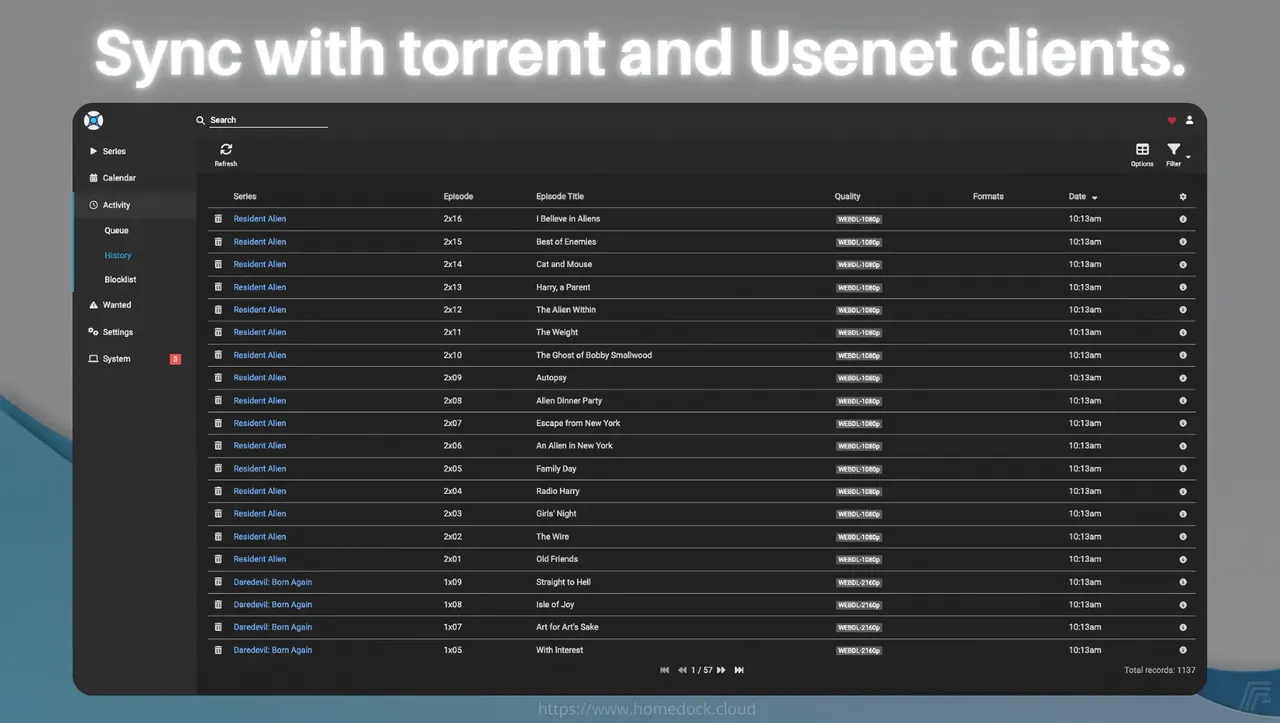 Sync with torrent and Usenet clients.
Search
Series
Calendar
Activity
Queue
History
Blocklist
Wanted
Settings
System 3
Refresh
Options Filter
Series Episode Episode Title Quality Formats Date
Resident Alien 2x16 I Believe in Aliens WEBDL-1080p 10:13am
Resident Alien 2x15 Best of Enemies WEBDL-1080p 10:13am
Resident Alien 2x14 Cat and Mouse WEBDL-1080p 10:13am
Resident Alien 2x13 Harry, a Parent WEBDL-1080p 10:13am
Resident Alien 2x12 The Alien Within WEBDL-1080p 10:13am
Resident Alien 2x11 The Weight WEBDL-1080p 10:13am
Resident Alien 2x10 The Ghost of Bobby Smallwood WEBDL-1080p 10:13am
Resident Alien 2x09 Autopsy WEBDL-1080p 10:13am
Resident Alien 2x08 Alien Dinner Party WEBDL-1080p 10:13am
Resident Alien 2x07 Escape from New York WEBDL-1080p 10:13am
Resident Alien 2x06 An Alien in New York WEBDL-1080p 10:13am
Resident Alien 2x05 Family Day WEBDL-1080p 10:13am
Resident Alien 2x04 Radio Harry WEBDL-1080p 10:13am
Resident Alien 2x03 Girls' Night WEBDL-1080p 10:13am
Resident Alien 2x02 The Wire WEBDL-1080p 10:13am
Resident Alien 2x01 Old Friends WEBDL-1080p 10:13am
Daredevil: Born Again 1x09 Straight to Hell WEBDL-2160p 10:13am
Daredevil: Born Again 1x08 Isle of Joy WEBDL-2160p 10:13am
Daredevil: Born Again 1x07 Art for Art's Sake WEBDL-2160p 10:13am
Daredevil: Born Again 1x05 With Interest WEBDL-2160p 10:13am
1 / 57
Total records: 1137
https://www.homedock.cloud